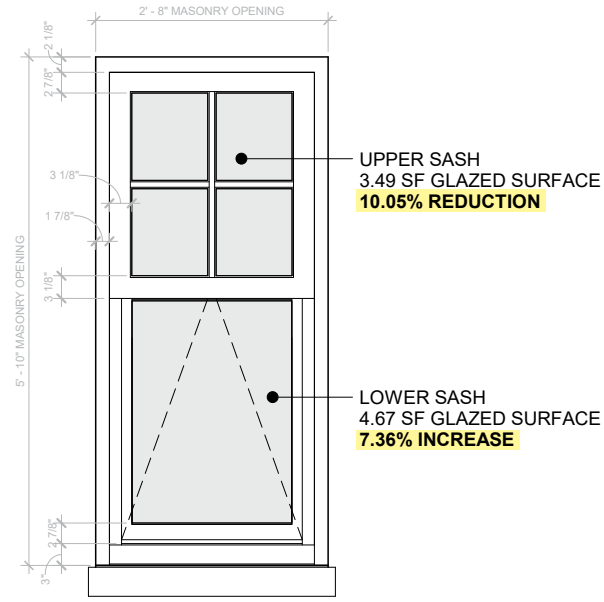 2' - 8" MASONRY OPENING
2 1/8"
2 7/8"
UPPER SASH
3.49 SF GLAZED SURFACE
10.05% REDUCTION
3 1/8"
1 7/8"
3 1/8"
5' - 10" MASONRY OPENING
LOWER SASH
4.67 SF GLAZED SURFACE
7.36% INCREASE
2 7/8"
3"